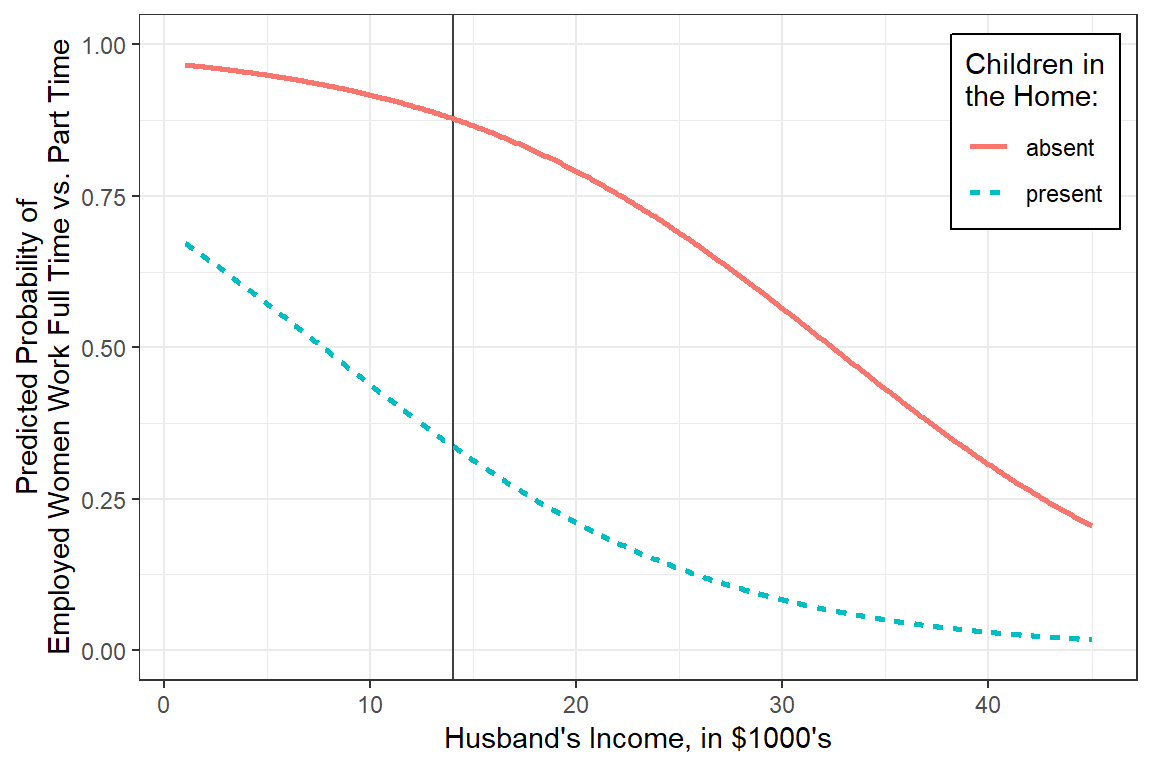 Predicted Probability of
Employed Women Work Full Time vs. Part Time
1.00
0.75
0.50
0.25
0.00
Children in
the Home:
absent
present
0 10 20 30 40
Husband's Income, in $1000's